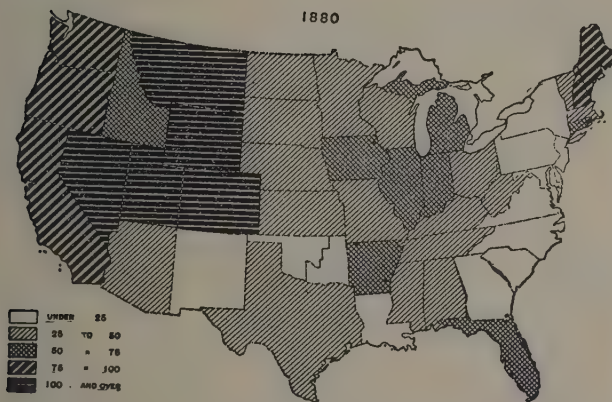 1880
UNDER 25
25 TO 50
50 " 75
75 " 100
100 . AND OVER